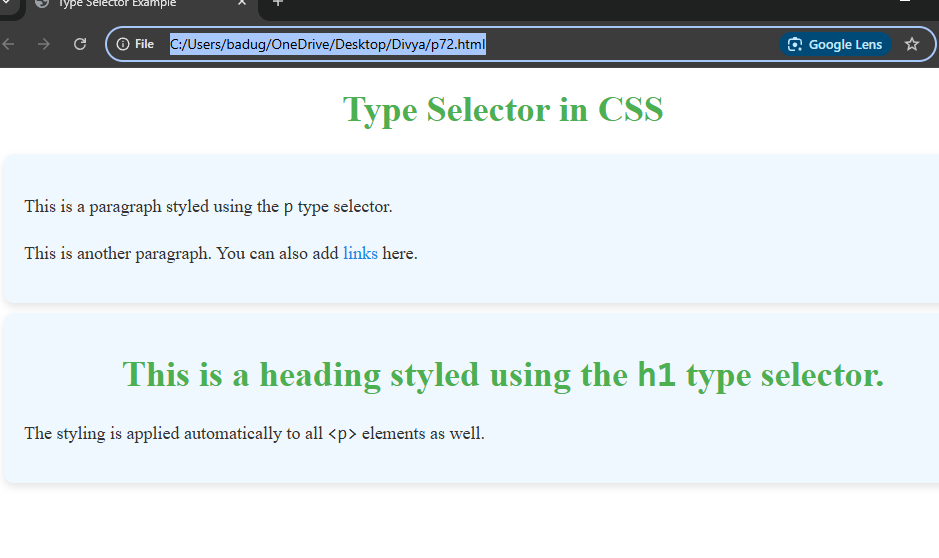 Type Selector Example
File
C:/Users/badug/OneDrive/Desktop/Divya/p72.html
Google Lens
Type Selector in CSS
This is a paragraph styled using the p type selector.
This is another paragraph. You can also add links here.
This is a heading styled using the h1 type selector.
The styling is applied automatically to all <p> elements as well.